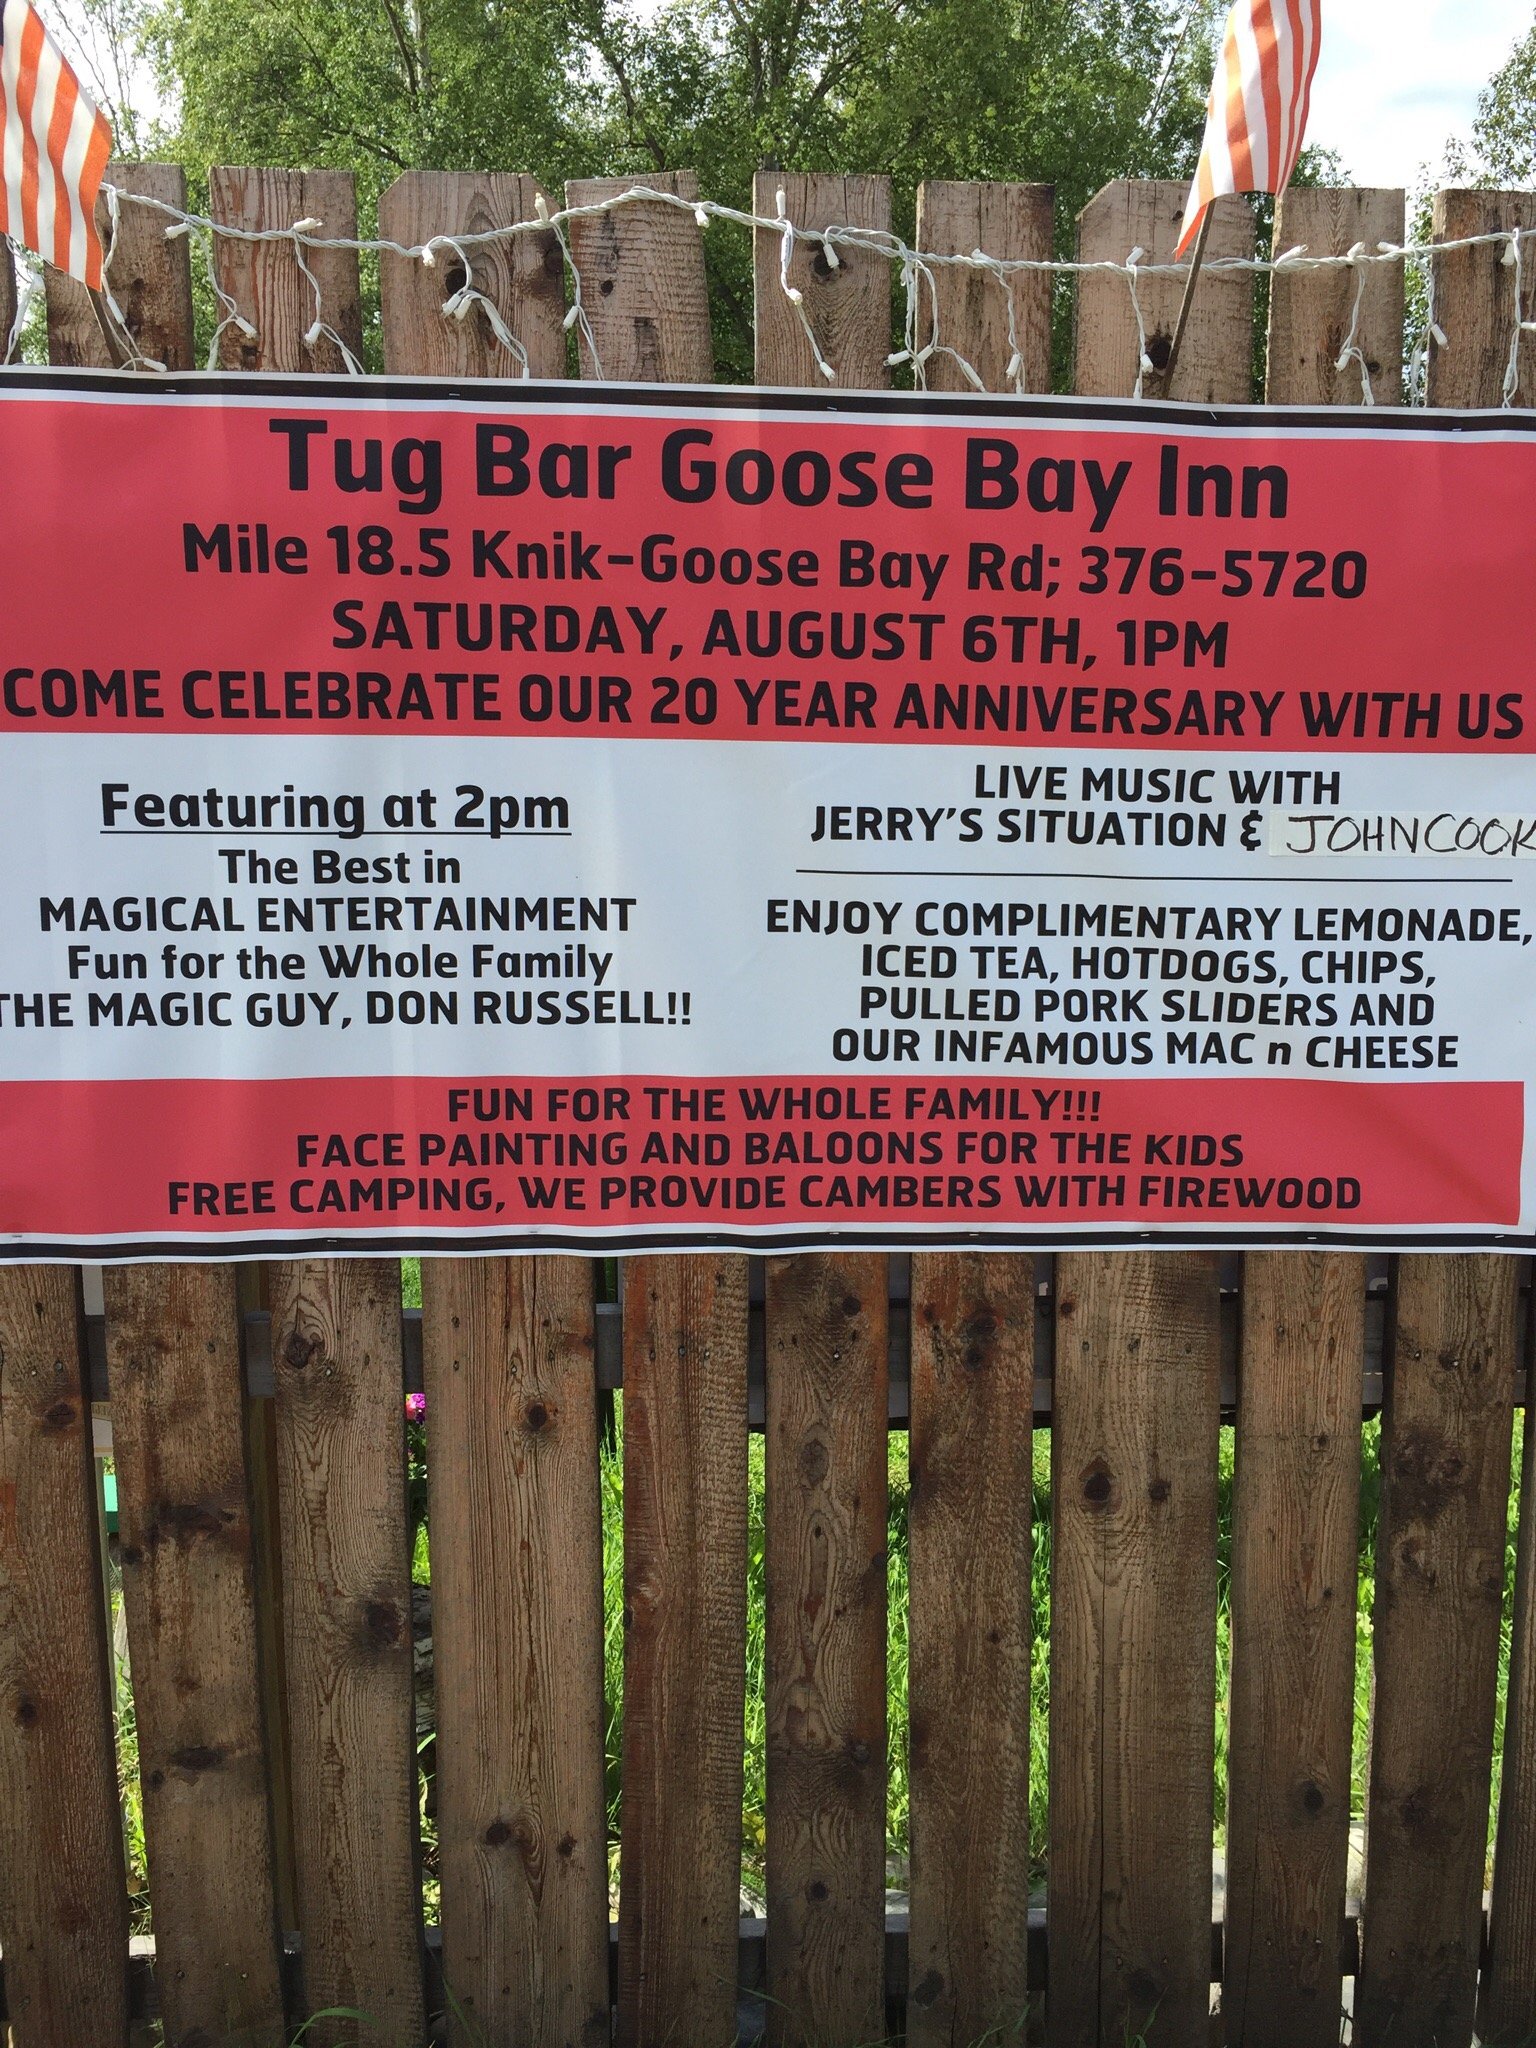 Tug Bar Goose Bay Inn
Mile 18.5 Knik-Goose Bay Rd; 376-5720
SATURDAY, AUGUST 6TH, 1PM
COME CELEBRATE OUR 20 YEAR ANNIVERSARY WITH US
Featuring at 2pm
The Best in
MAGICAL ENTERTAINMENT
Fun for the Whole Family
THE MAGIC GUY, DON RUSSELL!!
LIVE MUSIC WITH
JERRY'S SITUATION & JOHN COOK
ENJOY COMPLIMENTARY LEMONADE,
ICED TEA, HOTDOGS, CHIPS,
PULLED PORK SLIDERS AND
OUR INFAMOUS MAC n CHEESE
FUN FOR THE WHOLE FAMILY!!!
FACE PAINTING AND BALOONS FOR THE KIDS
FREE CAMPING, WE PROVIDE CAMBERS WITH FIREWOOD